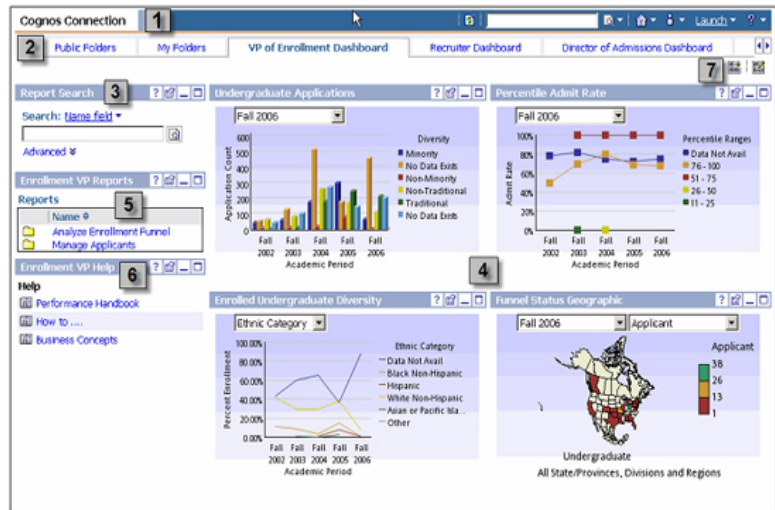 Cognos Connection
1
Launch
?
2
Public Folders
My Folders
VP of Enrollment Dashboard
Recruiter Dashboard
Director of Admissions Dashboard
7
Report Search
3
?
Search: Name field
Advanced
Enrollment VP Reports
?
Reports
5
Name
Analyze Enrollment Funnel
Manage Applicants
Enrollment VP Help
?
6
Help
Performance Handbook
How to ....
Business Concepts
Undergraduate Applications
?
Fall 2006
Application Count
600
500
400
300
200
100
0
Fall Fall Fall Fall Fall
2002 2003 2004 2005 2006
Academic Period
Diversity
Minority
No Data Exists
Non-Minority
Non-Traditional
Traditional
No Data Exists
Percentile Admit Rate
?
Fall 2006
Admit Rate
100%
80%
60%
40%
20%
0%
Fall Fall Fall Fall Fall
2002 2003 2004 2005 2006
Academic Period
Percentile Ranges
Data Not Avail
76 - 100
51 - 75
26 - 50
11 - 25
4
Enrolled Undergraduate Diversity
?
Ethnic Category
Percent Enrollment
100.00%
80.00%
60.00%
40.00%
20.00%
0.00%
Fall Fall Fall Fall Fall
2002 2003 2004 2005 2006
Academic Period
Ethnic Category
Data Not Avail
Black Non-Hispanic
Hispanic
White Non-Hispanic
Asian or Pacific Isla...
Other
Funnel Status Geographic
?
Fall 2006
Applicant
Applicant
38
26
13
1
Undergraduate
All State/Provinces, Divisions and Regions